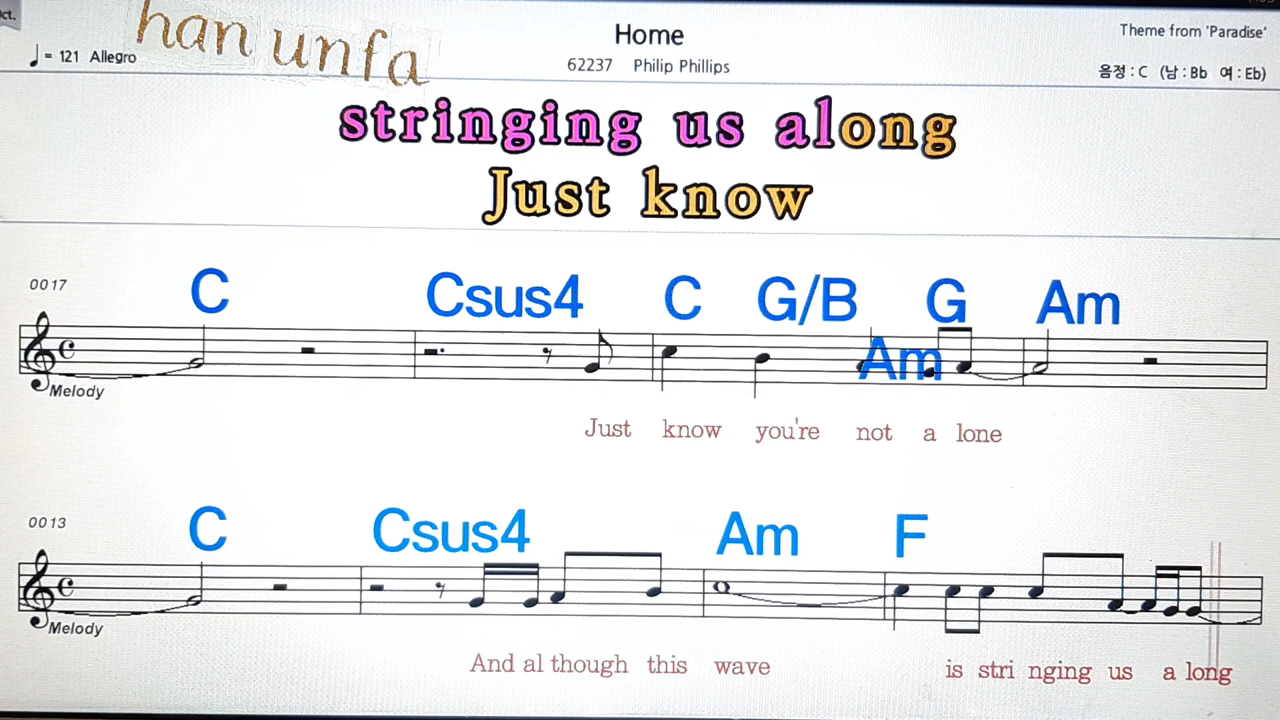 han unfa
♩ = 121 Allegro
Home
62237 Philip Phillips
Theme from 'Paradise'
음정 : C (남 : Bb 여 : Eb)
stringing us along
Just know
0017
C Csus4 C G/B Am G Am
Melody
Just know you're not a lone
0013
C Csus4 Am F
Melody
And al though this wave is stri nging us a long